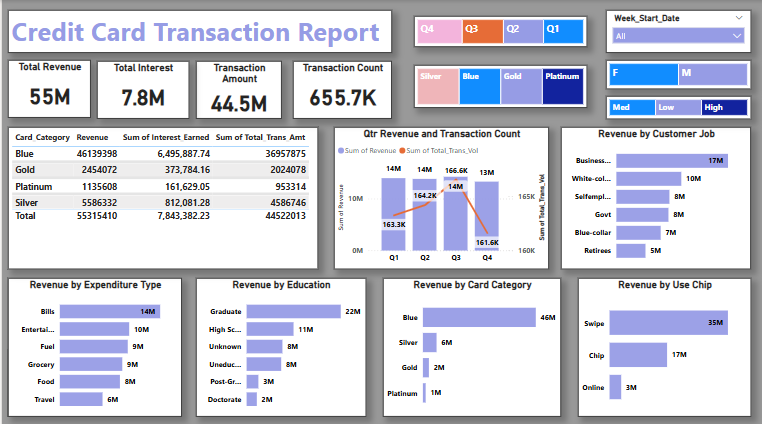 Credit Card Transaction Report
Q4 Q3 Q2 Q1
Week_Start_Date
All
Silver Blue Gold Platinum
F M
Med Low High
Total Revenue
55M
Total Interest
7.8M
Transaction
Amount
44.5M
Transaction Count
655.7K
Card_Category Revenue Sum of Interest_Earned Sum of Total_Trans_Amt
Blue 46139398 6,495,887.74 36957875
Gold 2454072 373,784.16 2024078
Platinum 1135608 161,629.05 953314
Silver 5586332 812,081.28 4586746
Total 55315410 7,843,382.23 44522013
Qtr Revenue and Transaction Count
Sum of Revenue Sum of Total_Trans_Vol
Sum of Revenue
10M
0M
14M 14M 14M 13M
163.3K 164.2K 166.6K 161.6K
Q1 Q2 Q3 Q4
165K
160K
Sum of Total_Trans_Vol
Revenue by Customer Job
Business... 17M
White-col... 10M
Selfempl... 8M
Govt 8M
Blue-collar 7M
Retirees 5M
Revenue by Expenditure Type
Bills 14M
Entertai... 10M
Fuel 9M
Grocery 9M
Food 8M
Travel 6M
Revenue by Education
Graduate 22M
High Sc... 11M
Unknown 8M
Uneduc... 8M
Post-Gr... 3M
Doctorate 2M
Revenue by Card Category
Blue 46M
Silver 6M
Gold 2M
Platinum 1M
Revenue by Use Chip
Swipe 35M
Chip 17M
Online 3M